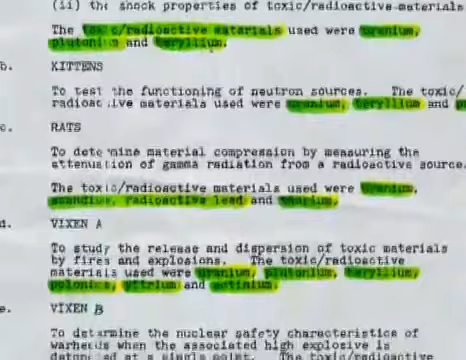 (ii) the shock properties of toxic/radioactive materials
The toxic/radioactive materials used were uranium,
plutonium and beryllium.
b. KITTENS
To test the functioning of neutron sources. The toxic/
radioactive materials used were uranium, beryllium and
c. RATS
To determine material compression by measuring the
attenuation of gamma radiation from a radioactive source.
The toxic/radioactive materials used were uranium,
scandium, radioactive lead and
d. VIXEN A
To study the release and dispersion of toxic materials
by fires and explosions. The toxic/radioactive
materials used were uranium, plutonium, beryllium,
polonium, yttrium and actinium.
e. VIXEN B
To determine the nuclear safety characteristics of
warheads when the associated high explosive is
detonated at a single point. The toxic/radioactive